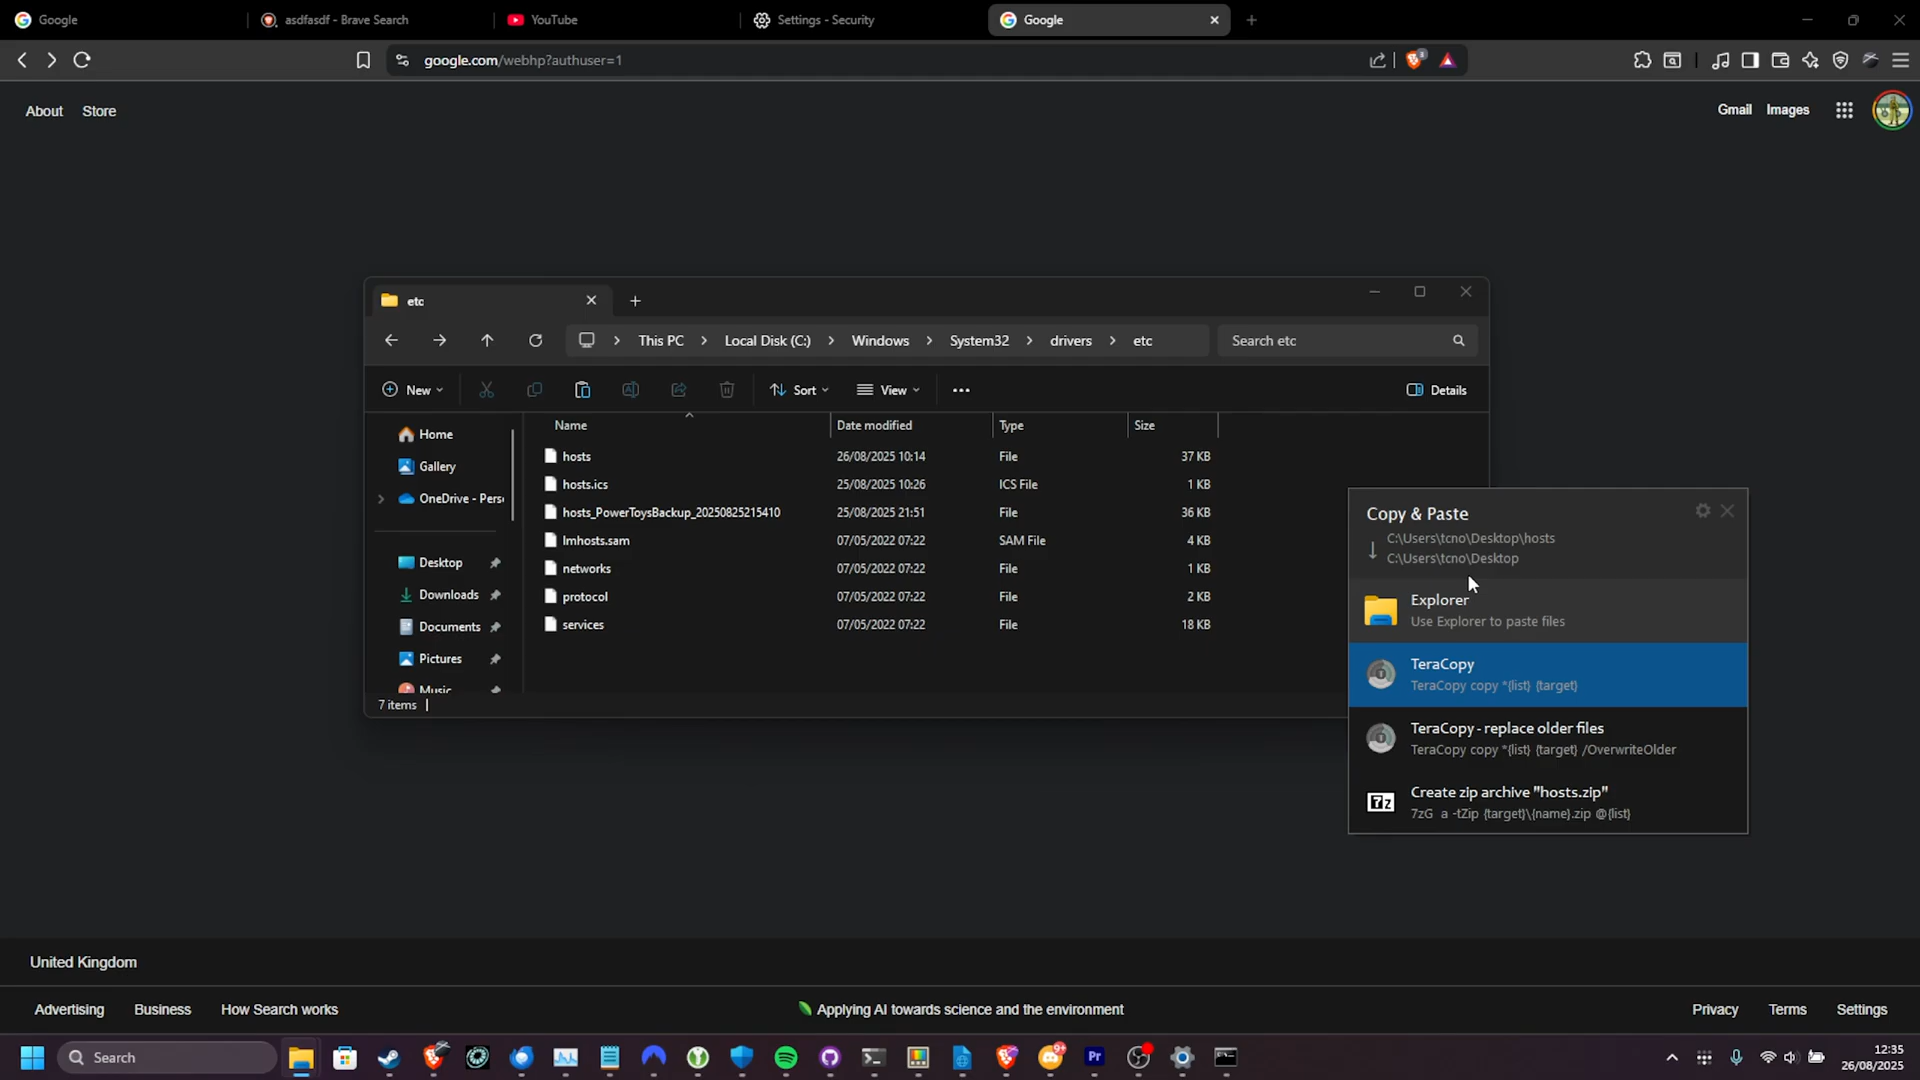 Google
asdfasdf - Brave Search
YouTube
Settings - Security
Google
google.com/webhp?authuser=1
About
Store
Gmail
Images
etc
This PC
Local Disk (C:)
Windows
System32
drivers
etc
Search etc
New
Sort
View
Details
Home
Gallery
OneDrive - Pers
Desktop
Downloads
Documents
Pictures
Music
Name
Date modified
Type
Size
hosts 26/08/2025 10:14 File 37 KB
hosts.ics 25/08/2025 10:26 ICS File 1 KB
hosts_PowerToysBackup_20250825215410 25/08/2025 21:51 File 36 KB
lmhosts.sam 07/05/2022 07:22 SAM File 4 KB
networks 07/05/2022 07:22 File 1 KB
protocol 07/05/2022 07:22 File 2 KB
services 07/05/2022 07:22 File 18 KB
7 items
Copy & Paste
C:\Users\tcno\Desktop\hosts
C:\Users\tcno\Desktop
Explorer
Use Explorer to paste files
TeraCopy
TeraCopy copy *{list} {target}
TeraCopy - replace older files
TeraCopy copy *{list} {target} /OverwriteOlder
7z
Create zip archive "hosts.zip"
7zG a -tZip {target}\{name}.zip @{list}
United Kingdom
Advertising
Business
How Search works
Applying AI towards science and the environment
Privacy
Terms
Settings
Search
9+
Pr
12:35
26/08/2025